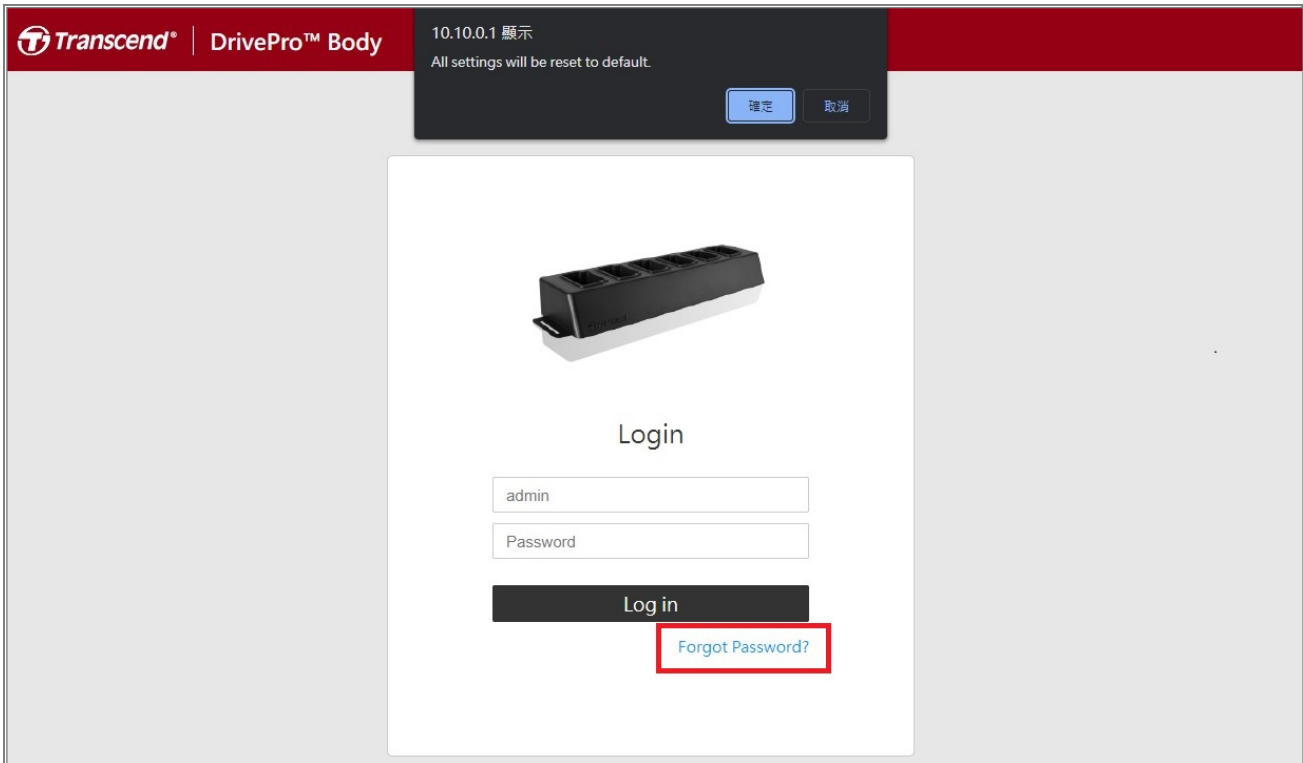 Transcend® | DrivePro™ Body
10.10.0.1 顯示
All settings will be reset to default.
確定 取消
Login
admin
Password
Log in
Forgot Password?